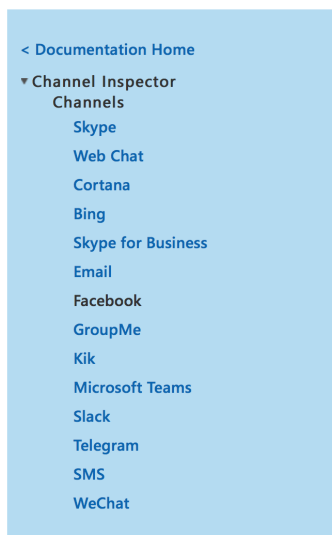 < Documentation Home
Channel Inspector
Channels
Skype
Web Chat
Cortana
Bing
Skype for Business
Email
Facebook
GroupMe
Kik
Microsoft Teams
Slack
Telegram
SMS
WeChat